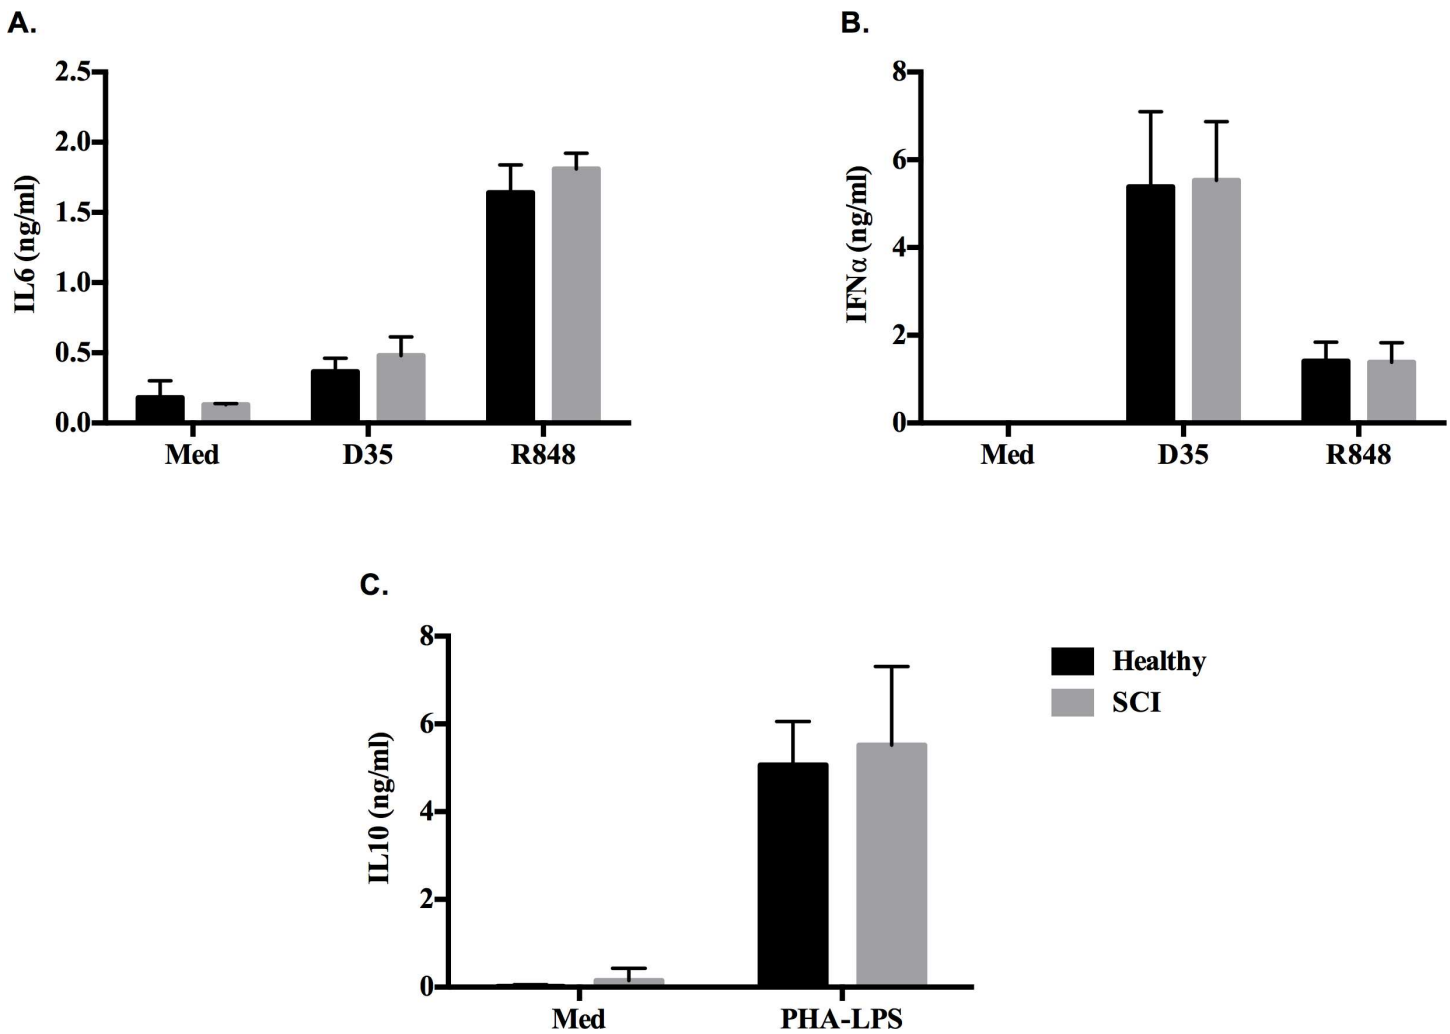 A.
2.5
2.0
1.5
1.0
0.5
0.0
IL6 (ng/ml)
Med D35 R848
B.
8
6
4
2
0
IFNα (ng/ml)
Med D35 R848
C.
8
6
4
2
0
IL10 (ng/ml)
Med PHA-LPS
Healthy
SCI